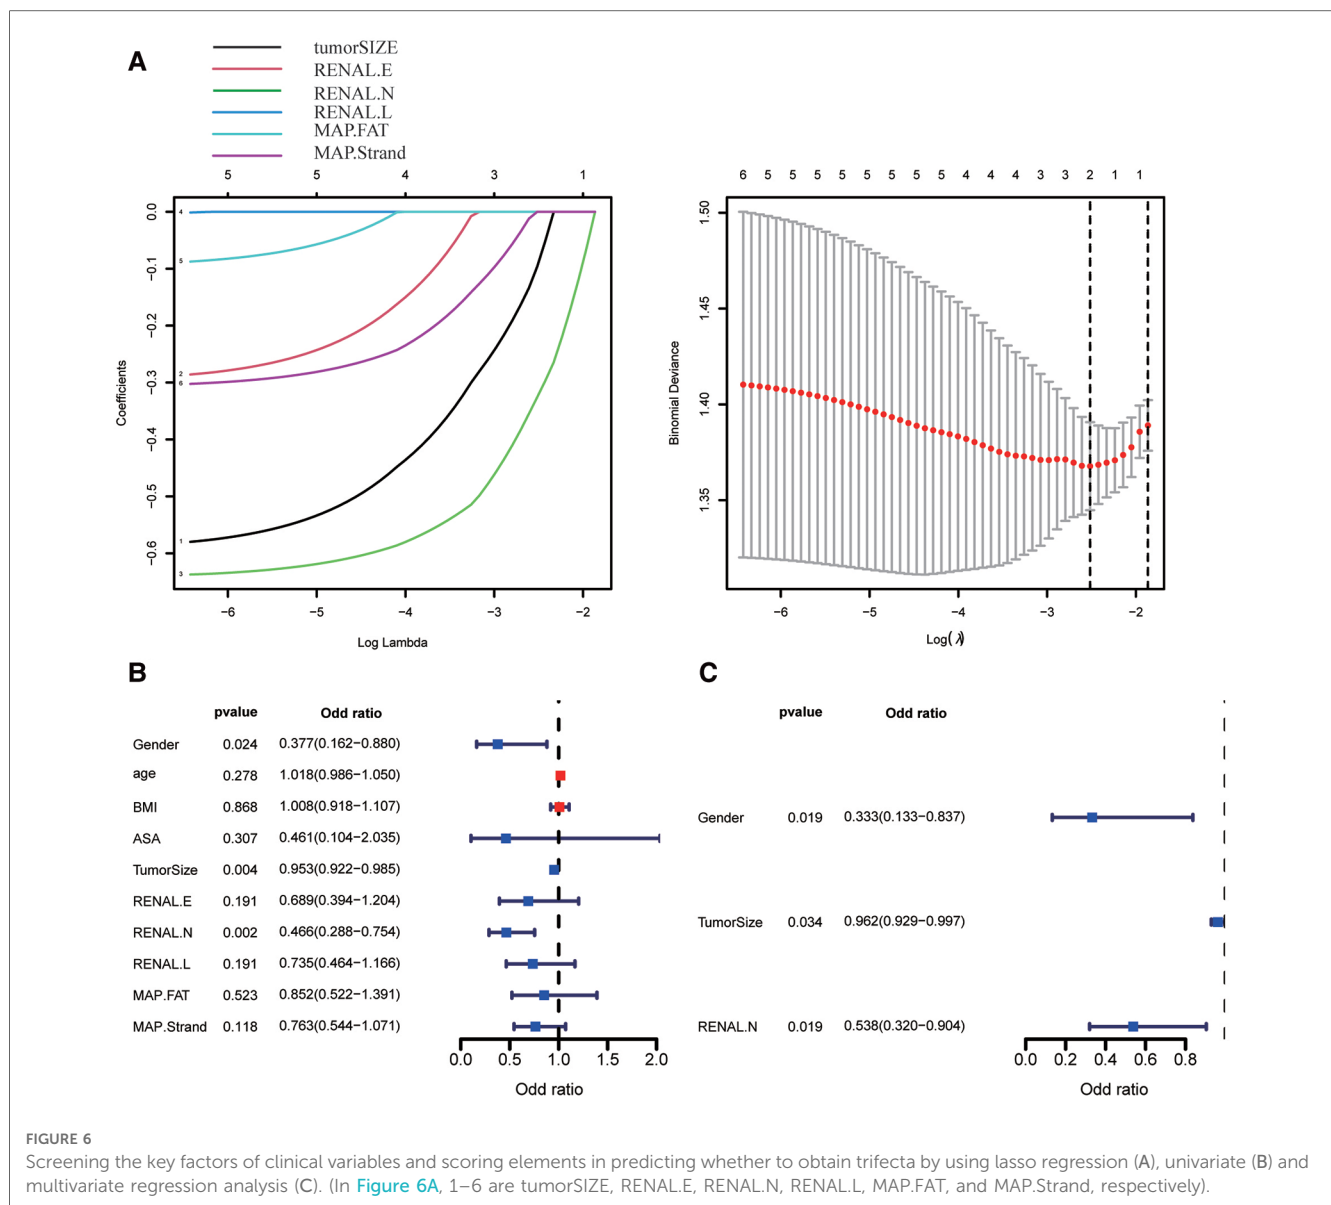 A
tumorSIZE
RENAL.E
RENAL.N
RENAL.L
MAP.FAT
MAP.Strand
5 5 4 3 1
0.0
−0.1
−0.2
−0.3
−0.4
−0.5
−0.6
Coefficients
4
5
2
6
1
3
−6 −5 −4 −3 −2
Log Lambda
6 5 5 5 5 5 5 5 5 4 4 4 3 3 2 1 1
1.50
1.45
1.40
1.35
Binomial Deviance
−6 −5 −4 −3 −2
Log(λ)
B
pvalue Odd ratio
Gender 0.024 0.377(0.162−0.880)
age 0.278 1.018(0.986−1.050)
BMI 0.868 1.008(0.918−1.107)
ASA 0.307 0.461(0.104−2.035)
TumorSize 0.004 0.953(0.922−0.985)
RENAL.E 0.191 0.689(0.394−1.204)
RENAL.N 0.002 0.466(0.288−0.754)
RENAL.L 0.191 0.735(0.464−1.166)
MAP.FAT 0.523 0.852(0.522−1.391)
MAP.Strand 0.118 0.763(0.544−1.071)
0.0 0.5 1.0 1.5 2.0
Odd ratio
C
pvalue Odd ratio
Gender 0.019 0.333(0.133−0.837)
TumorSize 0.034 0.962(0.929−0.997)
RENAL.N 0.019 0.538(0.320−0.904)
0.0 0.2 0.4 0.6 0.8
Odd ratio
FIGURE 6
Screening the key factors of clinical variables and scoring elements in predicting whether to obtain trifecta by using lasso regression (A), univariate (B) and
multivariate regression analysis (C). (In Figure 6A, 1–6 are tumorSIZE, RENAL.E, RENAL.N, RENAL.L, MAP.FAT, and MAP.Strand, respectively).